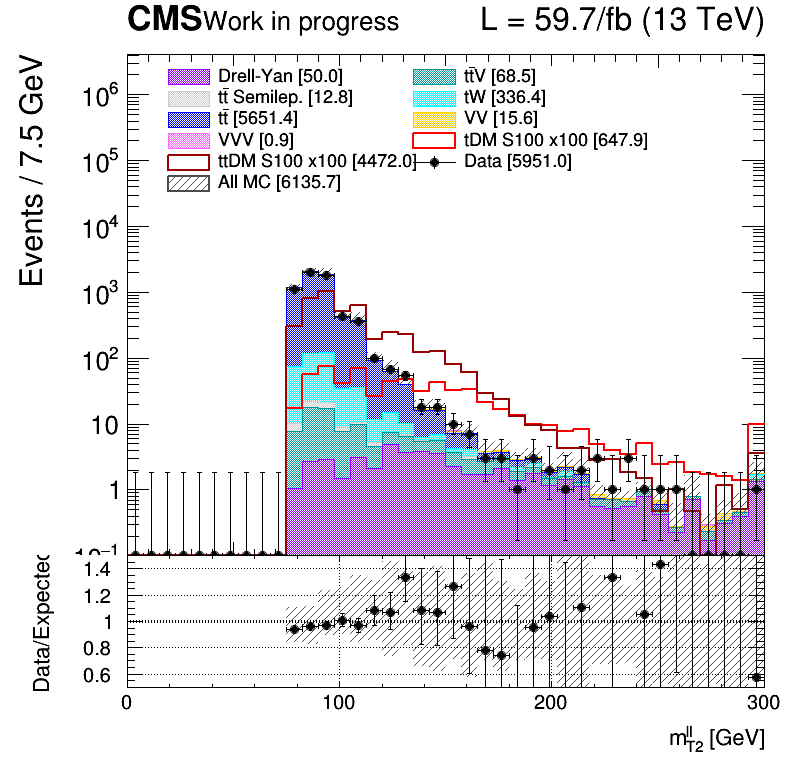 CMS Work in progress L = 59.7/fb (13 TeV)
Events / 7.5 GeV
10⁶
10⁵
10⁴
10³
10²
10
1
10⁻¹
Drell-Yan [50.0]
tt̄V [68.5]
tt̄ Semilep. [12.8]
tW [336.4]
tt̄ [5651.4]
VV [15.6]
VVV [0.9]
tDM S100 x100 [647.9]
ttDM S100 x100 [4472.0]
Data [5951.0]
All MC [6135.7]
Data/Expected
1.4
1.2
1
0.8
0.6
0 100 200 300
m_T2^ll [GeV]